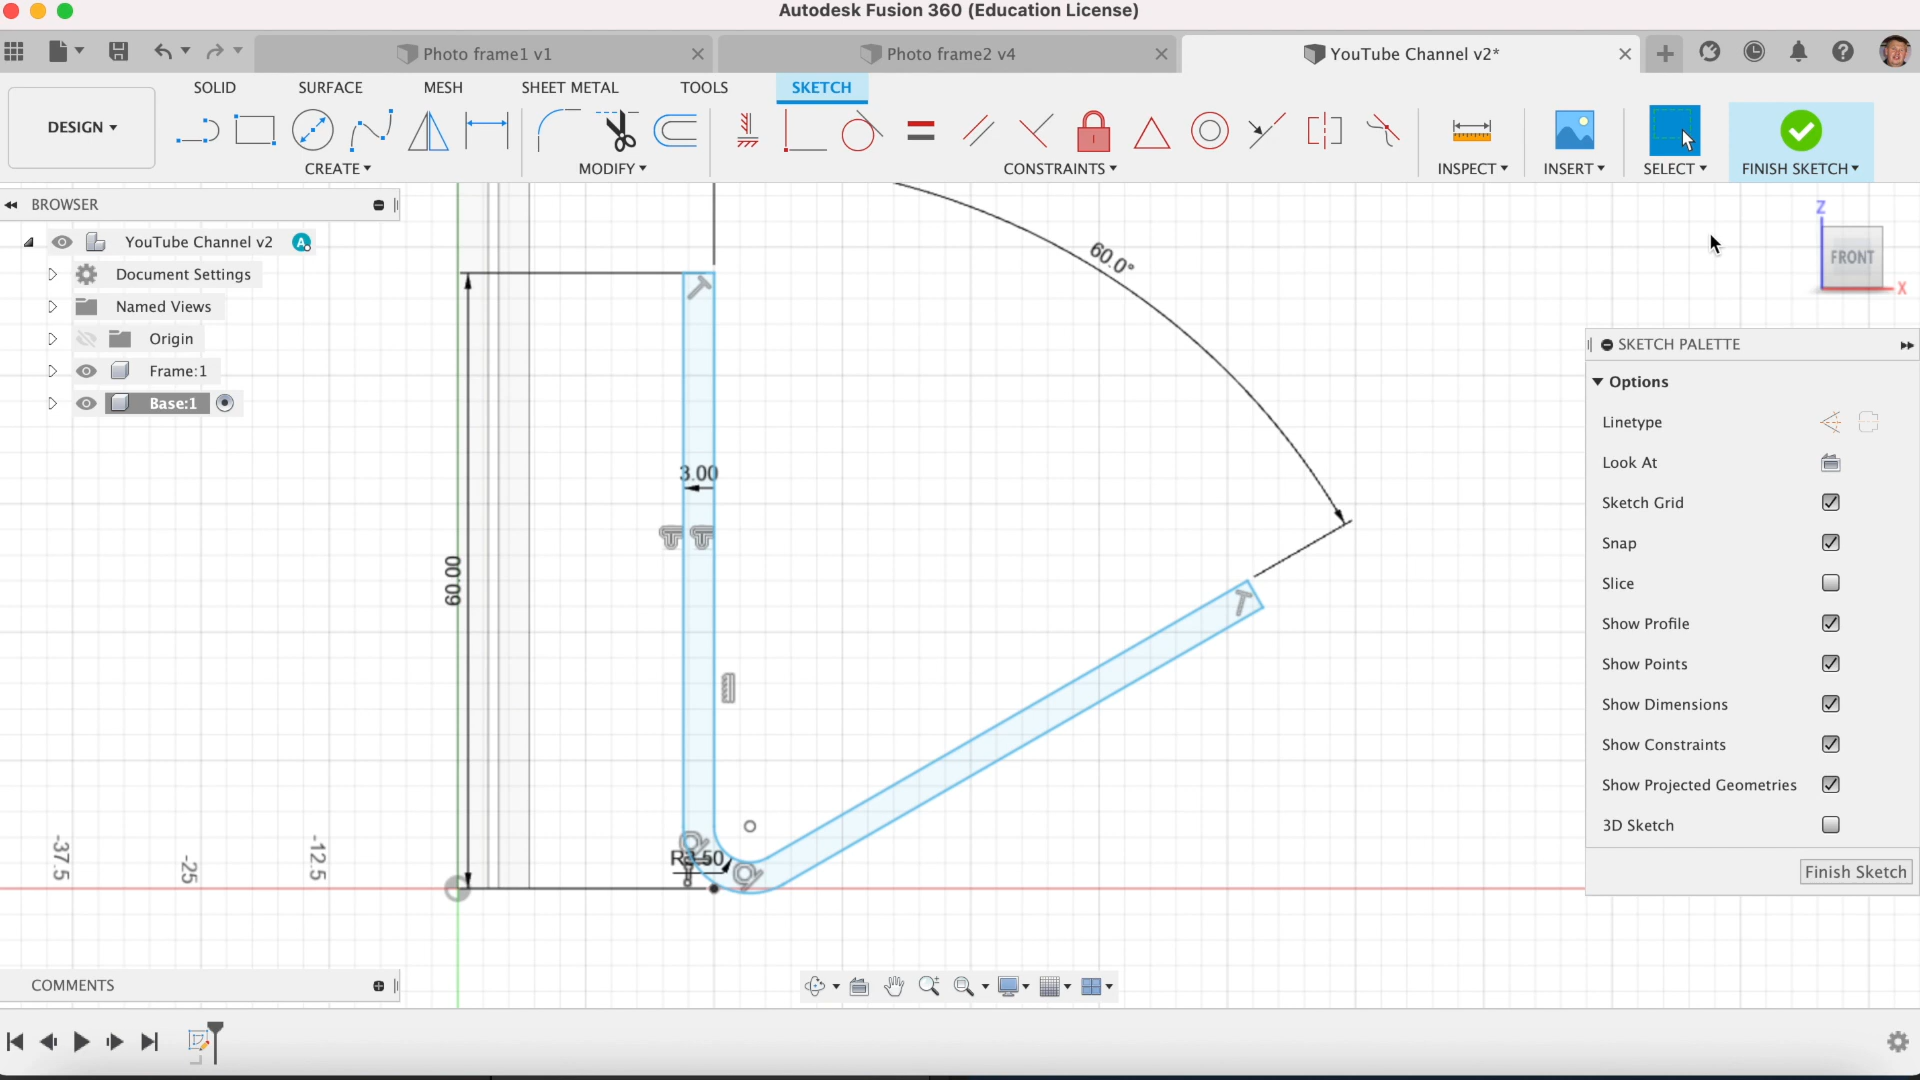 Autodesk Fusion 360 (Education License)
Photo frame1 v1
Photo frame2 v4
YouTube Channel v2*
SOLID
SURFACE
MESH
SHEET METAL
TOOLS
SKETCH
DESIGN
CREATE
MODIFY
CONSTRAINTS
INSPECT
INSERT
SELECT
FINISH SKETCH
BROWSER
YouTube Channel v2
A
Document Settings
Named Views
Origin
Frame:1
Base:1
Z
FRONT
X
60.0°
3.00
60.00
R3.50
-37.5
-25
-12.5
SKETCH PALETTE
Options
Linetype
Look At
Sketch Grid
Snap
Slice
Show Profile
Show Points
Show Dimensions
Show Constraints
Show Projected Geometries
3D Sketch
Finish Sketch
COMMENTS